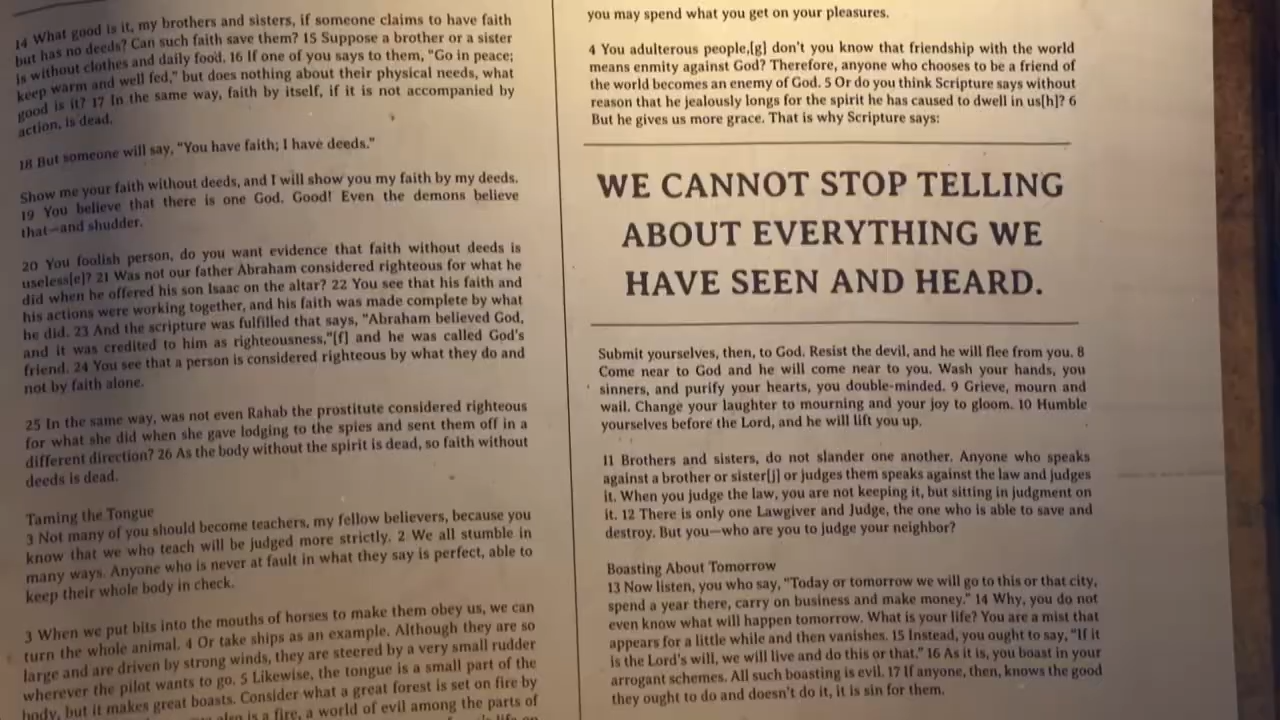 14 What good is it, my brothers and sisters, if someone claims to have faith
but has no deeds? Can such faith save them? 15 Suppose a brother or a sister
is without clothes and daily food. 16 If one of you says to them, "Go in peace;
keep warm and well fed," but does nothing about their physical needs, what
good is it? 17 In the same way, faith by itself, if it is not accompanied by
action, is dead.
18 But someone will say, "You have faith; I have deeds."
Show me your faith without deeds, and I will show you my faith by my deeds.
19 You believe that there is one God. Good! Even the demons believe
that—and shudder.
20 You foolish person, do you want evidence that faith without deeds is
useless[e]? 21 Was not our father Abraham considered righteous for what he
did when he offered his son Isaac on the altar? 22 You see that his faith and
his actions were working together, and his faith was made complete by what
he did. 23 And the scripture was fulfilled that says, "Abraham believed God,
and it was credited to him as righteousness,"[f] and he was called God's
friend. 24 You see that a person is considered righteous by what they do and
not by faith alone.
25 In the same way, was not even Rahab the prostitute considered righteous
for what she did when she gave lodging to the spies and sent them off in a
different direction? 26 As the body without the spirit is dead, so faith without
deeds is dead.
Taming the Tongue
3 Not many of you should become teachers, my fellow believers, because you
know that we who teach will be judged more strictly. 2 We all stumble in
many ways. Anyone who is never at fault in what they say is perfect, able to
keep their whole body in check.
3 When we put bits into the mouths of horses to make them obey us, we can
turn the whole animal. 4 Or take ships as an example. Although they are so
large and are driven by strong winds, they are steered by a very small rudder
wherever the pilot wants to go. 5 Likewise, the tongue is a small part of the
body, but it makes great boasts. Consider what a great forest is set on fire by
also is a fire, a world of evil among the parts of
you may spend what you get on your pleasures.
4 You adulterous people,[g] don't you know that friendship with the world
means enmity against God? Therefore, anyone who chooses to be a friend of
the world becomes an enemy of God. 5 Or do you think Scripture says without
reason that he jealously longs for the spirit he has caused to dwell in us[h]? 6
But he gives us more grace. That is why Scripture says:
WE CANNOT STOP TELLING
ABOUT EVERYTHING WE
HAVE SEEN AND HEARD.
Submit yourselves, then, to God. Resist the devil, and he will flee from you. 8
Come near to God and he will come near to you. Wash your hands, you
sinners, and purify your hearts, you double-minded. 9 Grieve, mourn and
wail. Change your laughter to mourning and your joy to gloom. 10 Humble
yourselves before the Lord, and he will lift you up.
11 Brothers and sisters, do not slander one another. Anyone who speaks
against a brother or sister[j] or judges them speaks against the law and judges
it. When you judge the law, you are not keeping it, but sitting in judgment on
it. 12 There is only one Lawgiver and Judge, the one who is able to save and
destroy. But you—who are you to judge your neighbor?
Boasting About Tomorrow
13 Now listen, you who say, "Today or tomorrow we will go to this or that city,
spend a year there, carry on business and make money." 14 Why, you do not
even know what will happen tomorrow. What is your life? You are a mist that
appears for a little while and then vanishes. 15 Instead, you ought to say, "If it
is the Lord's will, we will live and do this or that." 16 As it is, you boast in your
arrogant schemes. All such boasting is evil. 17 If anyone, then, knows the good
they ought to do and doesn't do it, it is sin for them.